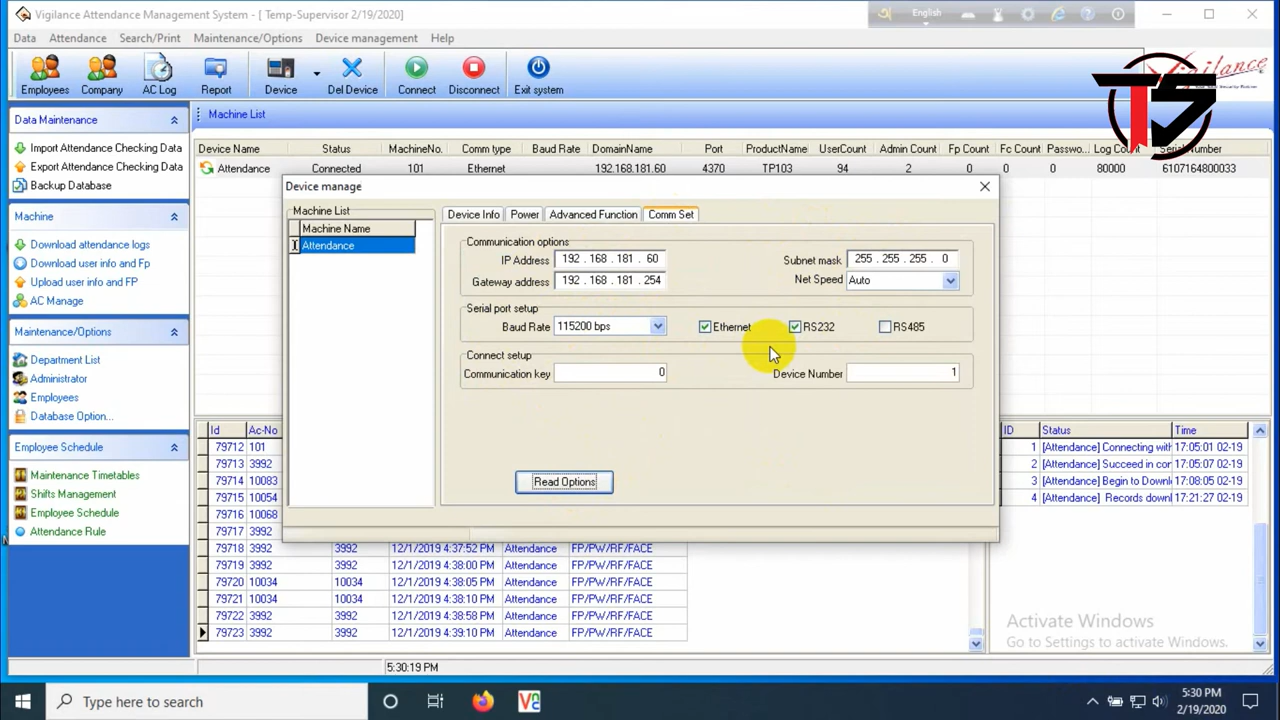 Vigilance Attendance Management System - [ Temp-Supervisor 2/19/2020]
English
Data Attendance Search/Print Maintenance/Options Device management Help
Employees Company AC Log Report Device Del Device Connect Disconnect Exit system
Vigilance
Data Maintenance
Import Attendance Checking Data
Export Attendance Checking Data
Backup Database
Machine
Download attendance logs
Download user info and Fp
Upload user info and FP
AC Manage
Maintenance/Options
Department List
Administrator
Employees
Database Option...
Employee Schedule
Maintenance Timetables
Shifts Management
Employee Schedule
Attendance Rule
Machine List
Device Name Status MachineNo. Comm type Baud Rate DomainName Port ProductName UserCount Admin Count Fp Count Fc Count Passwo... Log Count SerialNumber
Attendance Connected 101 Ethernet 192.168.181.60 4370 TP103 94 2 0 0 0 80000 6107164800033
Device manage
Machine List
Machine Name
Attendance
Device Info Power Advanced Function Comm Set
Communication options
IP Address 192 . 168 . 181 . 60 Subnet mask 255 . 255 . 255 . 0
Gateway address 192 . 168 . 181 . 254 Net Speed Auto
Serial port setup
Baud Rate 115200 bps Ethernet RS232 RS485
Connect setup
Communication key 0 Device Number 1
Read Options
Id Ac-No
79712 101
79713 3992
79714 10083
79715 10054
79716 10068
79717 3992
79718 3992 3992 12/1/2019 4:37:52 PM Attendance FP/PW/RF/FACE
79719 3992 3992 12/1/2019 4:38:00 PM Attendance FP/PW/RF/FACE
79720 10034 10034 12/1/2019 4:38:05 PM Attendance FP/PW/RF/FACE
79721 10034 10034 12/1/2019 4:38:10 PM Attendance FP/PW/RF/FACE
79722 3992 3992 12/1/2019 4:38:58 PM Attendance FP/PW/RF/FACE
79723 3992 3992 12/1/2019 4:39:10 PM Attendance FP/PW/RF/FACE
ID Status Time
1 [Attendance] Connecting with 17:05:01 02-19
2 [Attendance] Succeed in con 17:05:07 02-19
3 [Attendance] Begin to Downl 17:08:05 02-19
4 [Attendance] Records down 17:21:27 02-19
Activate Windows
Go to Settings to activate Windows.
5:30:19 PM
Type here to search
5:30 PM
2/19/2020